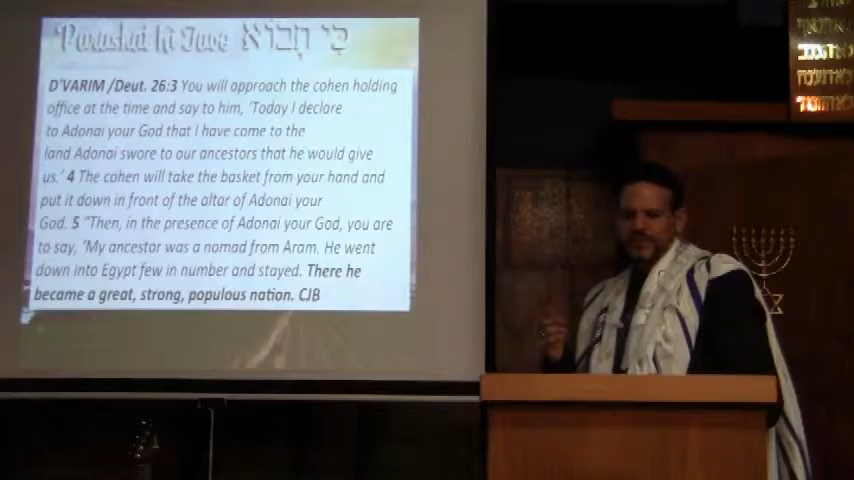 Parashat Ki Tavo כִּי תָבוֹא
D'VARIM /Deut. 26:3 You will approach the cohen holding
office at the time and say to him, 'Today I declare
to Adonai your God that I have come to the
land Adonai swore to our ancestors that he would give
us.' 4 The cohen will take the basket from your hand and
put it down in front of the altar of Adonai your
God. 5 "Then, in the presence of Adonai your God, you are
to say, 'My ancestor was a nomad from Aram. He went
down into Egypt few in number and stayed. There he
became a great, strong, populous nation. CJB